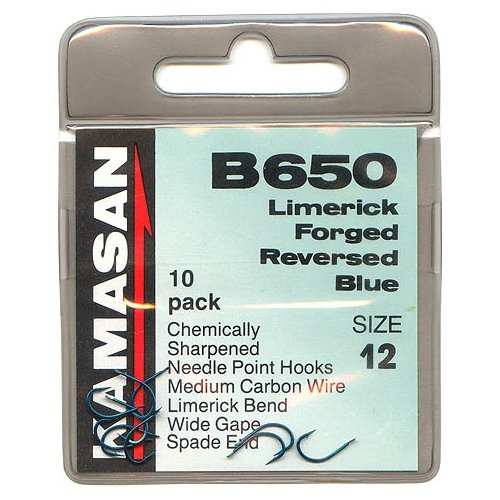 KAMASAN
B650
Limerick
Forged
Reversed
Blue
10
pack
SIZE
12
Chemically
Sharpened
Needle Point Hooks
Medium Carbon Wire
Limerick Bend
Wide Gape
Spade End